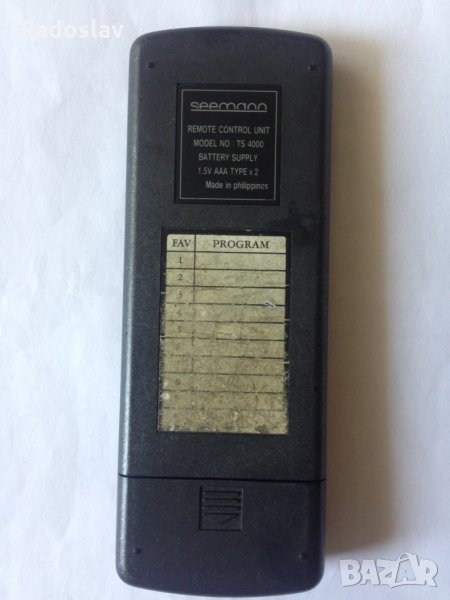 Radoslav
seemann
REMOTE CONTROL UNIT
MODEL NO TS 4000
BATTERY SUPPLY
1.5V AAA TYPE x 2
Made in philippines
FAV PROGRAM
1
2
3
4
5
BAZAR